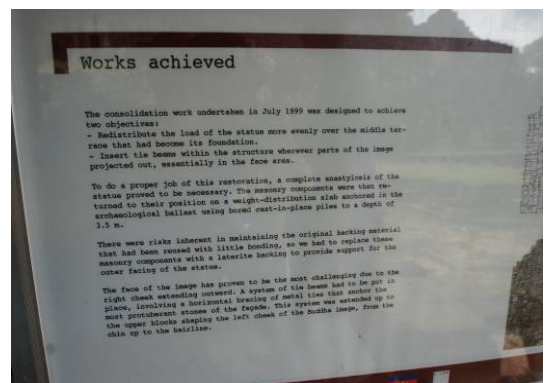 Works achieved
The consolidation work undertaken in July 1999 was designed to achieve
two objectives:
- Redistribute the load of the statue more evenly over the middle ter-
race that had become its foundation.
- Insert tie beams within the structure wherever parts of the image
projected out, essentially in the face area.
To do a proper job of this restoration, a complete anastylosis of the
statue proved to be necessary. The masonry components were then re-
turned to their position on a weight-distribution slab anchored in the
archaeological ballast using bored cast-in-place piles to a depth of
3.5 m.
There were risks inherent in maintaining the original backing material
that had been reused with little bonding, so we had to replace these
masonry components with a laterite backing to provide support for the
outer facing of the statue.
The face of the image has proven to be the most challenging due to the
right cheek extending outward. A system of tie beams had to be put in
place, involving a horizontal bracing of metal ties that anchor the
most protuberant stones of the façade. This system was extended up to
the upper blocks shaping the left cheek of the Buddha image, from the
chin up to the hairline.